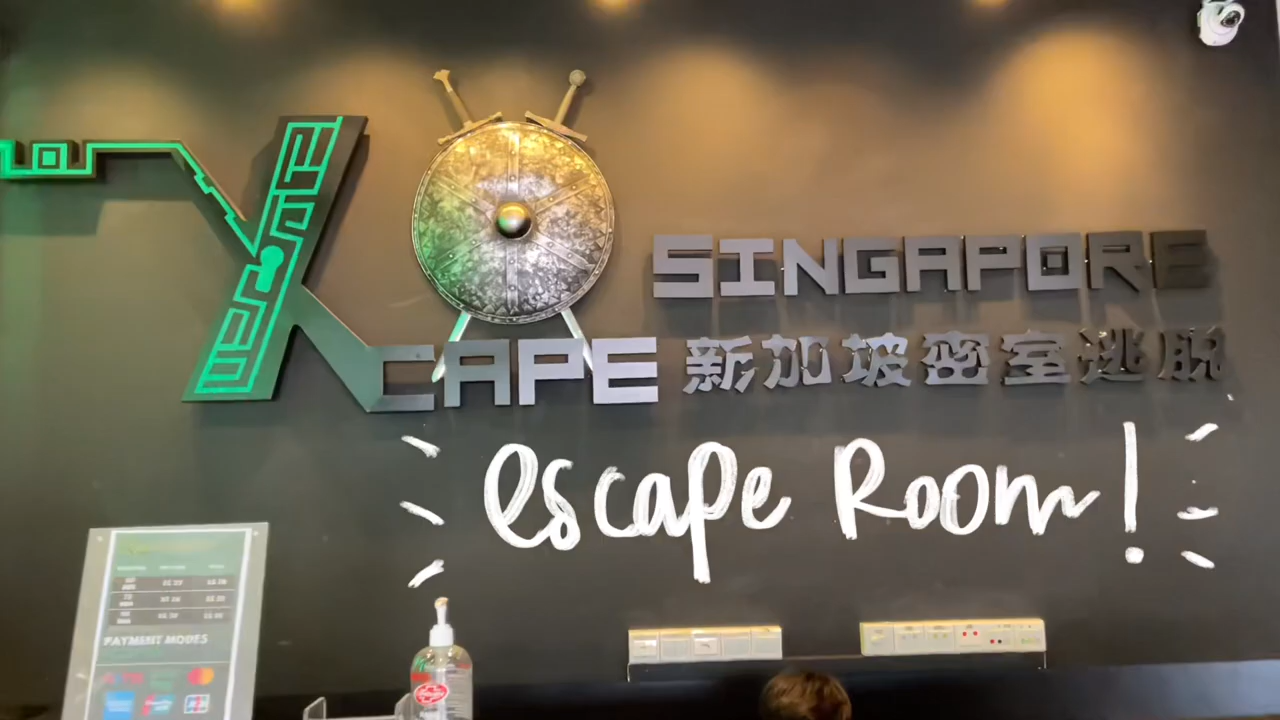 SINGAPORE
XCAPE 新加坡密室逃脱
escape Room!
PAYMENT MODES